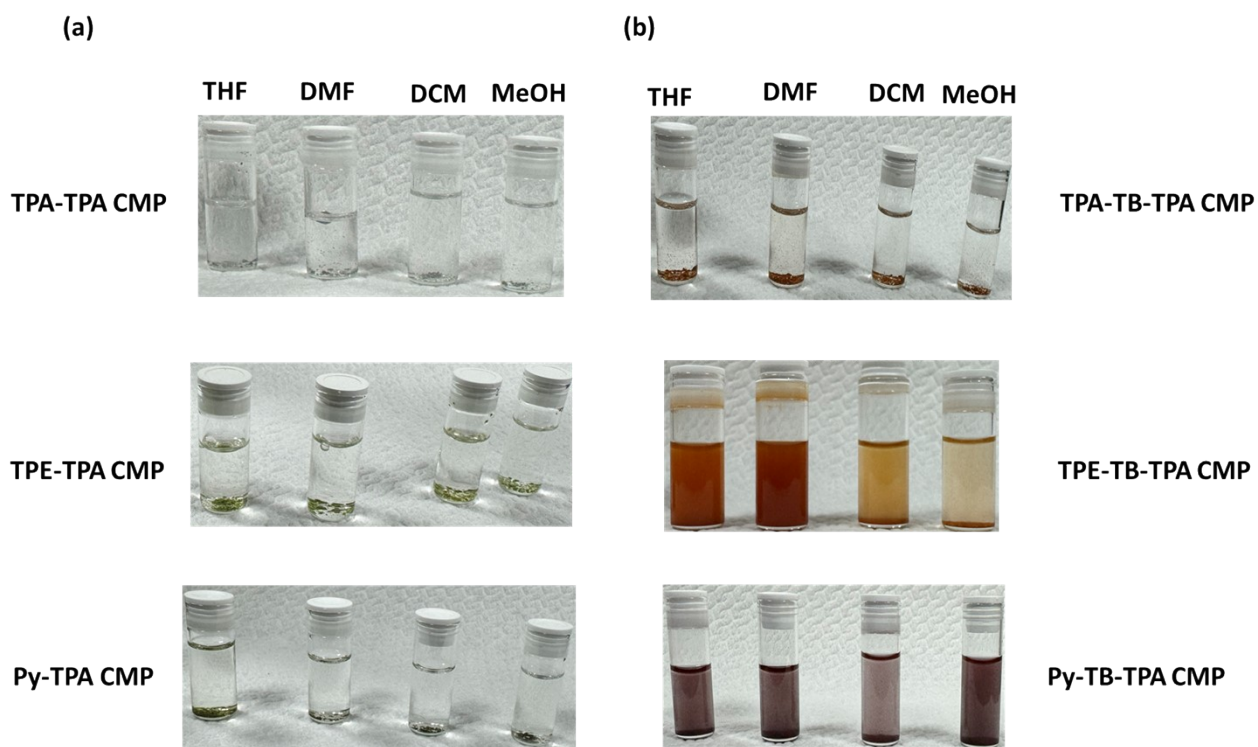 (a)
THF DMF DCM MeOH
TPA-TPA CMP
TPE-TPA CMP
Py-TPA CMP
(b)
THF DMF DCM MeOH
TPA-TB-TPA CMP
TPE-TB-TPA CMP
Py-TB-TPA CMP